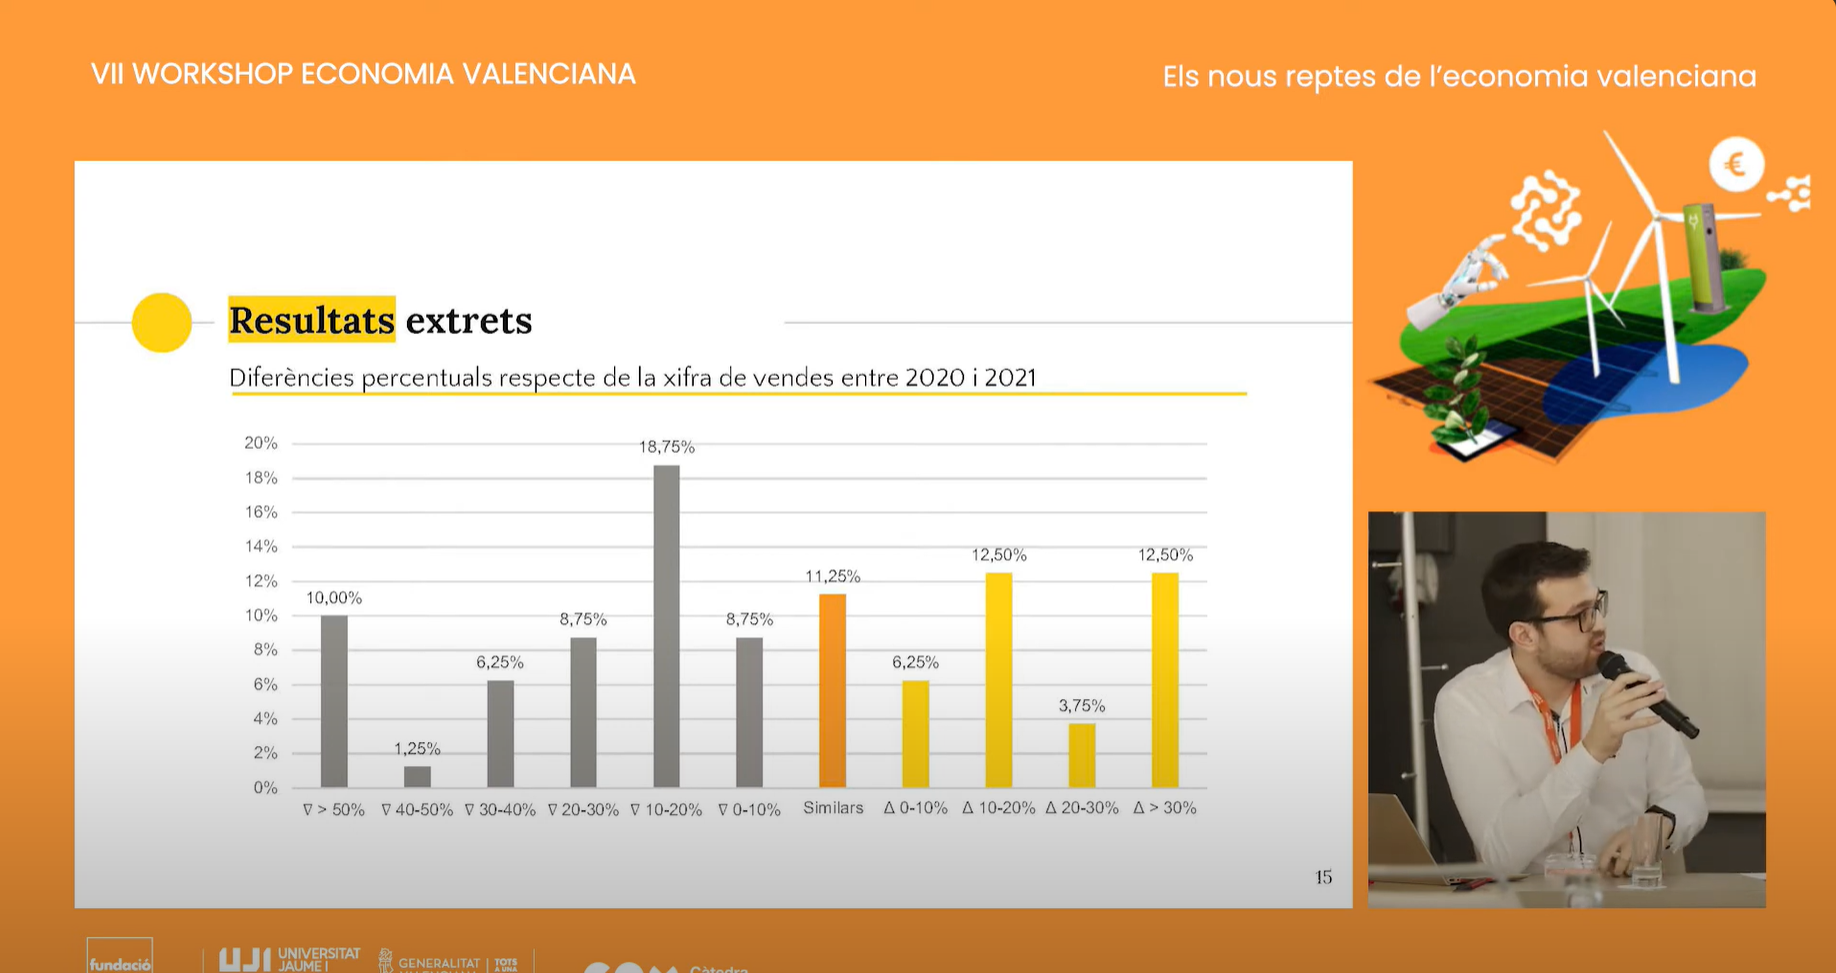 VII WORKSHOP ECONOMIA VALENCIANA
Els nous reptes de l’economia valenciana
€
Resultats extrets
Diferències percentuals respecte de la xifra de vendes entre 2020 i 2021
20%
18%
16%
14%
12%
10%
8%
6%
4%
2%
0%
10,00%
1,25%
6,25%
8,75%
18,75%
8,75%
11,25%
6,25%
12,50%
3,75%
12,50%
∇ > 50% ∇ 40-50% ∇ 30-40% ∇ 20-30% ∇ 10-20% ∇ 0-10% Similars Δ 0-10% Δ 10-20% Δ 20-30% Δ > 30%
15
fundació
UJI UNIVERSITAT
JAUME I
GENERALITAT
TOTS
A UNA
Càtedra